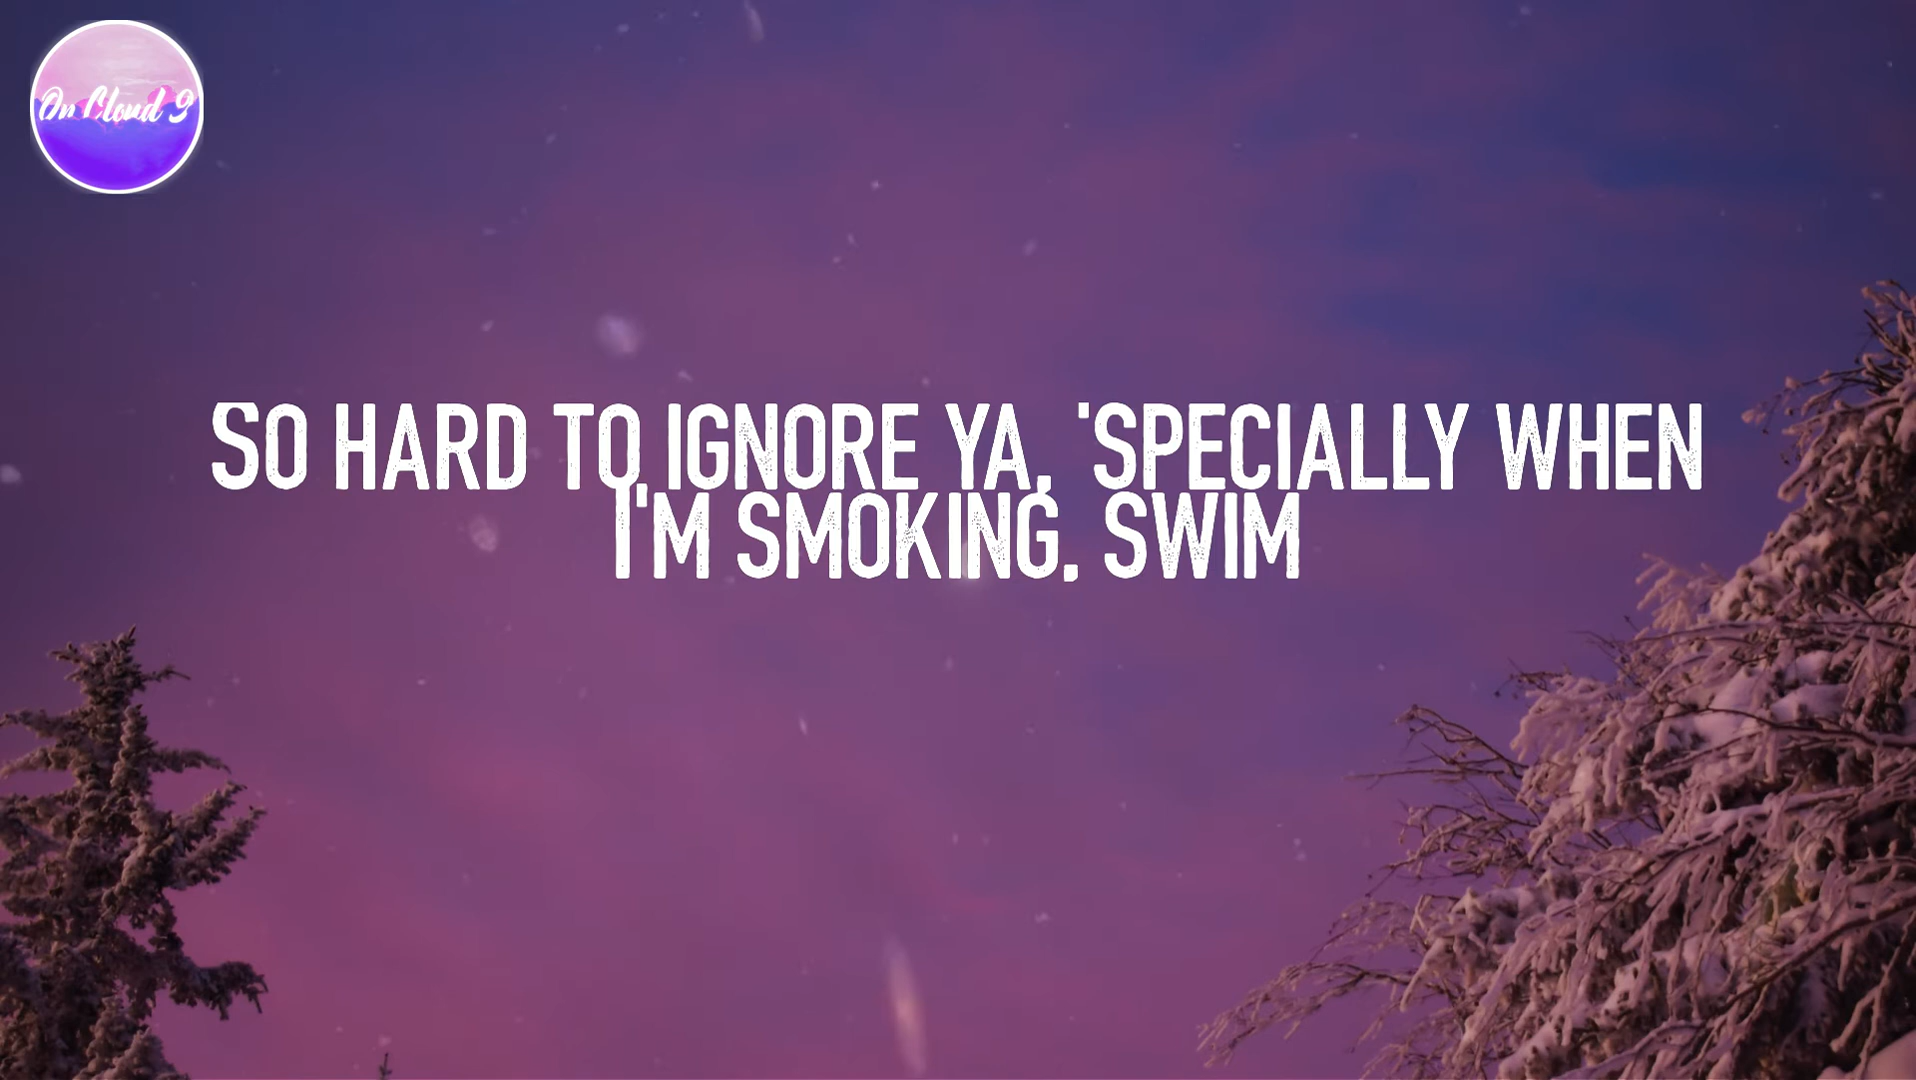 On Cloud 9
SO HARD TO IGNORE YA, 'SPECIALLY WHEN
I'M SMOKING, SWIM